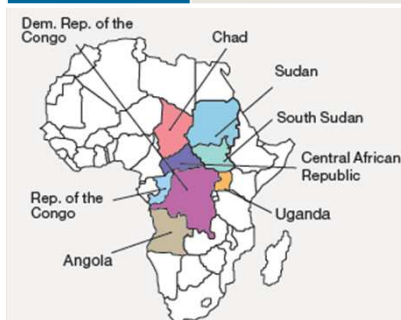 Dem. Rep. of the
Congo
Chad
Sudan
South Sudan
Central African
Republic
Rep. of the
Congo
Uganda
Angola